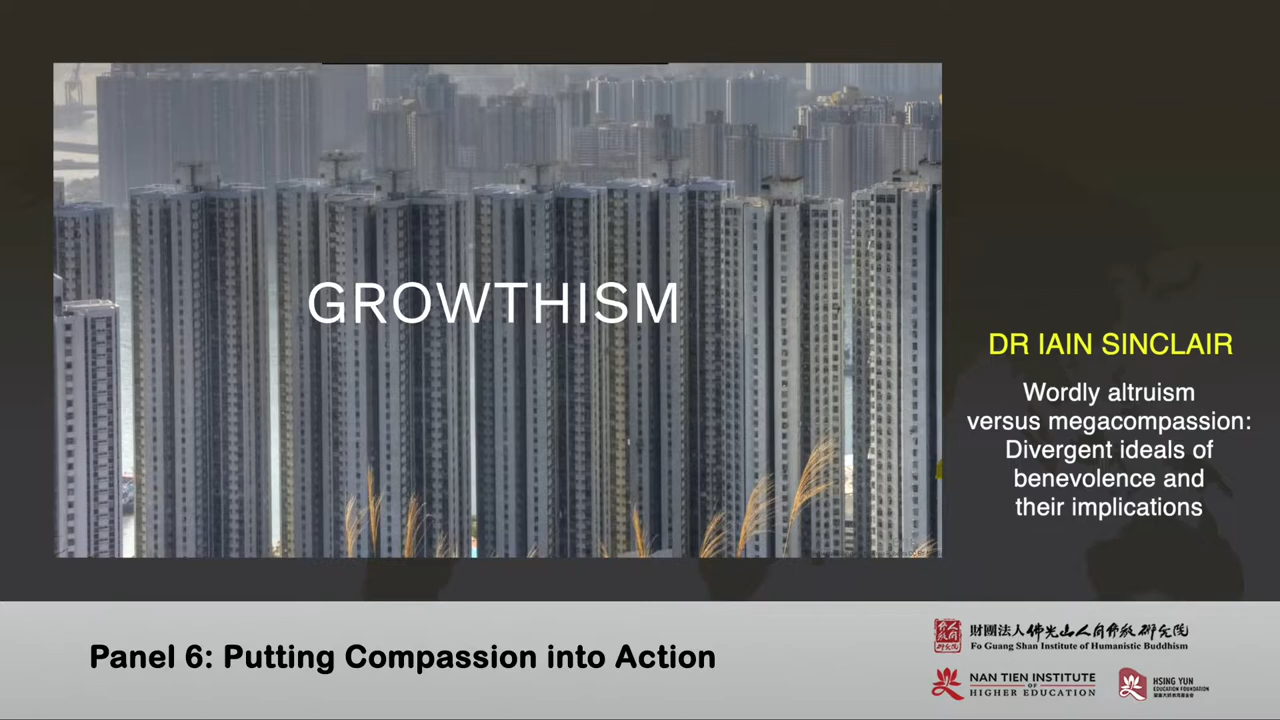 GROWTHISM
DR IAIN SINCLAIR
Wordly altruism
versus megacompassion:
Divergent ideals of
benevolence and
their implications
Panel 6: Putting Compassion into Action
財團法人佛光山人間佛教研究院
Fo Guang Shan Institute of Humanistic Buddhism
NAN TIEN INSTITUTE
OF
HIGHER EDUCATION
HSING YUN
EDUCATION FOUNDATION